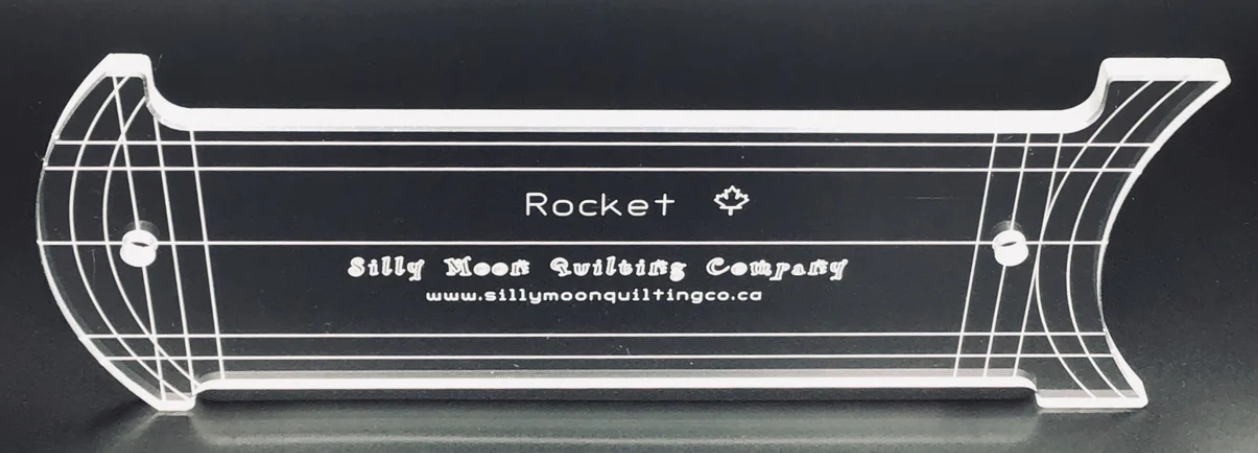 Rocket
Silly Moon Quilting Company
www.sillymoonquiltingco.ca